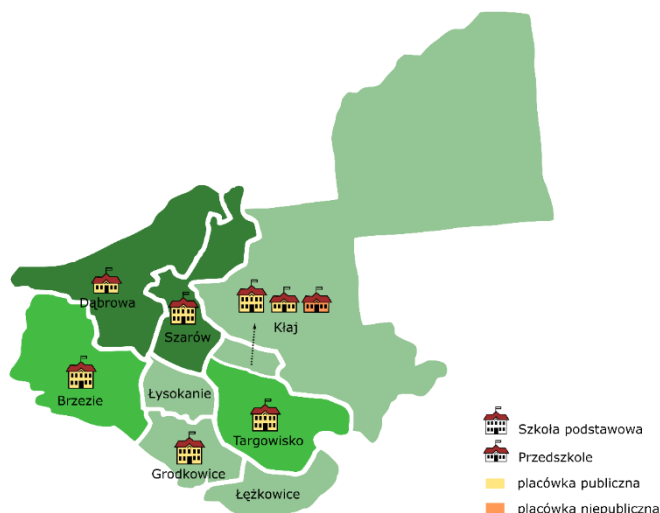 Dąbrowa
Szarów
Kłaj
Brzezie
Łysokanie
Targowisko
Grodkowice
Łężkowice
Szkoła podstawowa
Przedszkole
placówka publiczna
placówka niepubliczna